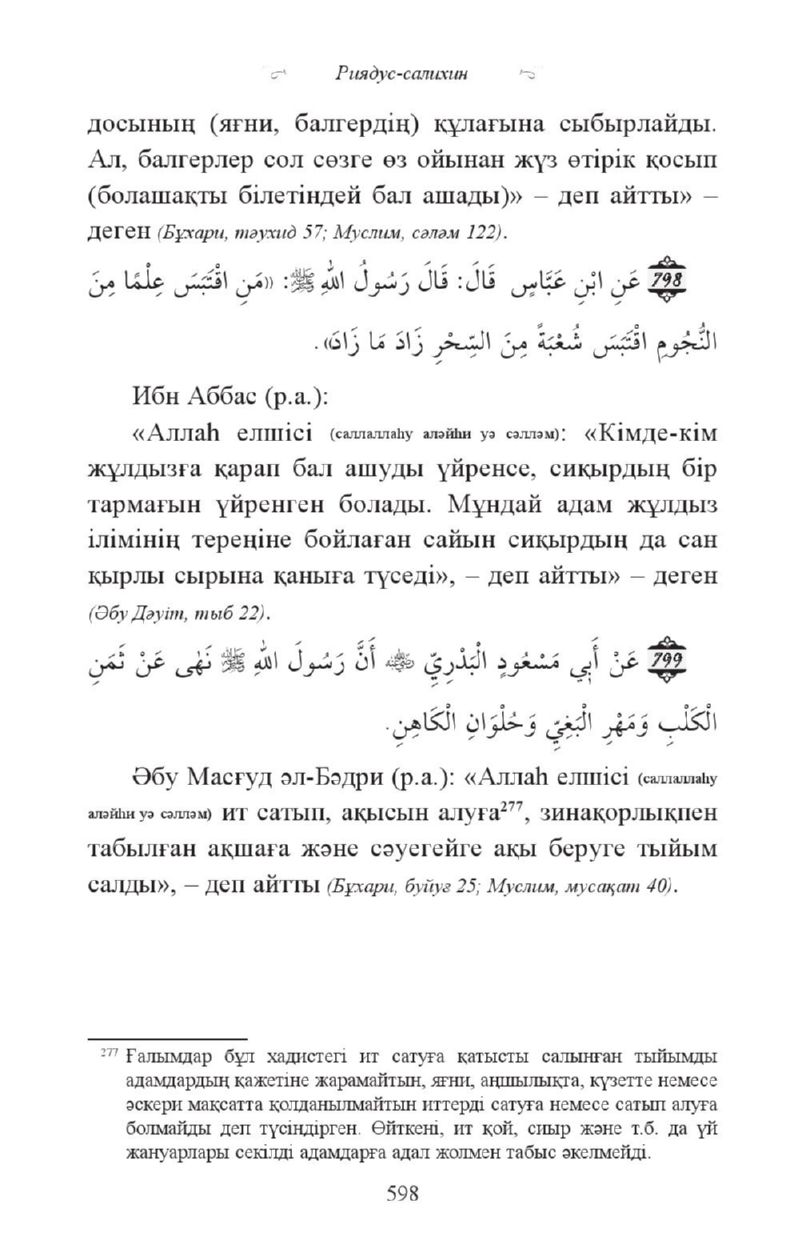 Риядус-салихин
досының (яғни, балгердің) құлағына сыбырлайды.
Ал, балгерлер сол сөзге өз ойынан жүз өтірік қосып
(болашақты білетіндей бал ашады)» – деп айтты» –
деген (Бұхари, тәухид 57; Муслим, сәләм 122).
798 عَنِ ابْنِ عَبَّاسٍ قَالَ: قَالَ رَسُولُ اللهِ ﷺ: «مَنِ اقْتَبَسَ عِلْمًا مِنَ
النُّجُومِ اقْتَبَسَ شُعْبَةً مِنَ السِّحْرِ زَادَ مَا زَادَ».
Ибн Аббас (р.а.):
«Аллаһ елшісі (саллаллаһу аләйһи уә сәлләм): «Кімде-кім
жұлдызға қарап бал ашуды үйренсе, сиқырдың бір
тармағын үйренген болады. Мұндай адам жұлдыз
ілімінің тереңіне бойлаған сайын сиқырдың да сан
қырлы сырына қаныға түседі», – деп айтты» – деген
(Әбу Дәуіт, тыб 22).
799 عَنْ أَبِي مَسْعُودٍ الْبَدْرِيِّ ﷺ أَنَّ رَسُولَ اللهِ ﷺ نَهَى عَنْ ثَمَنِ
الْكَلْبِ وَمَهْرِ الْبَغِيِّ وَحُلْوَانِ الْكَاهِنِ.
Әбу Масғуд әл-Бәдри (р.а.): «Аллаһ елшісі (саллаллаһу
аләйһи уә сәлләм) ит сатып, ақысын алуға²⁷⁷, зинақорлықпен
табылған ақшаға және сәуегейге ақы беруге тыйым
салды», – деп айтты (Бұхари, буйуғ 25; Муслим, мусақат 40).
²⁷⁷ Ғалымдар бұл хадистегі ит сатуға қатысты салынған тыйымды
адамдардың қажетіне жарамайтын, яғни, аңшылықта, күзетте немесе
әскери мақсатта қолданылмайтын иттерді сатуға немесе сатып алуға
болмайды деп түсіндірген. Өйткені, ит қой, сиыр және т.б. да үй
жануарлары секілді адамдарға адал жолмен табыс әкелмейді.
598